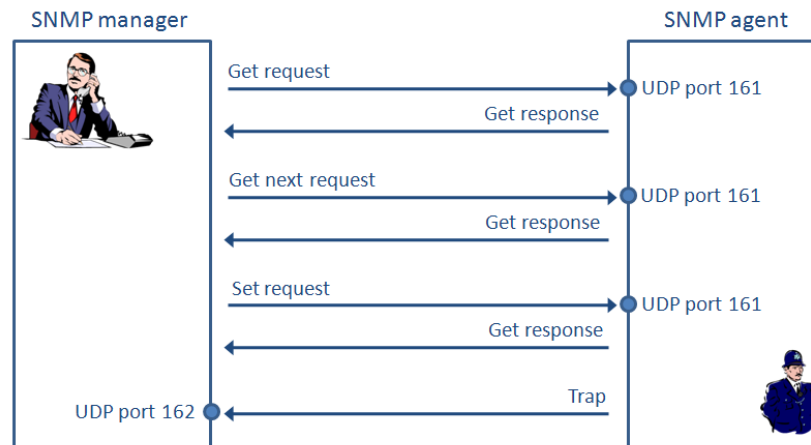 SNMP manager
SNMP agent
Get request
UDP port 161
Get response
Get next request
UDP port 161
Get response
Set request
UDP port 161
Get response
Trap
UDP port 162